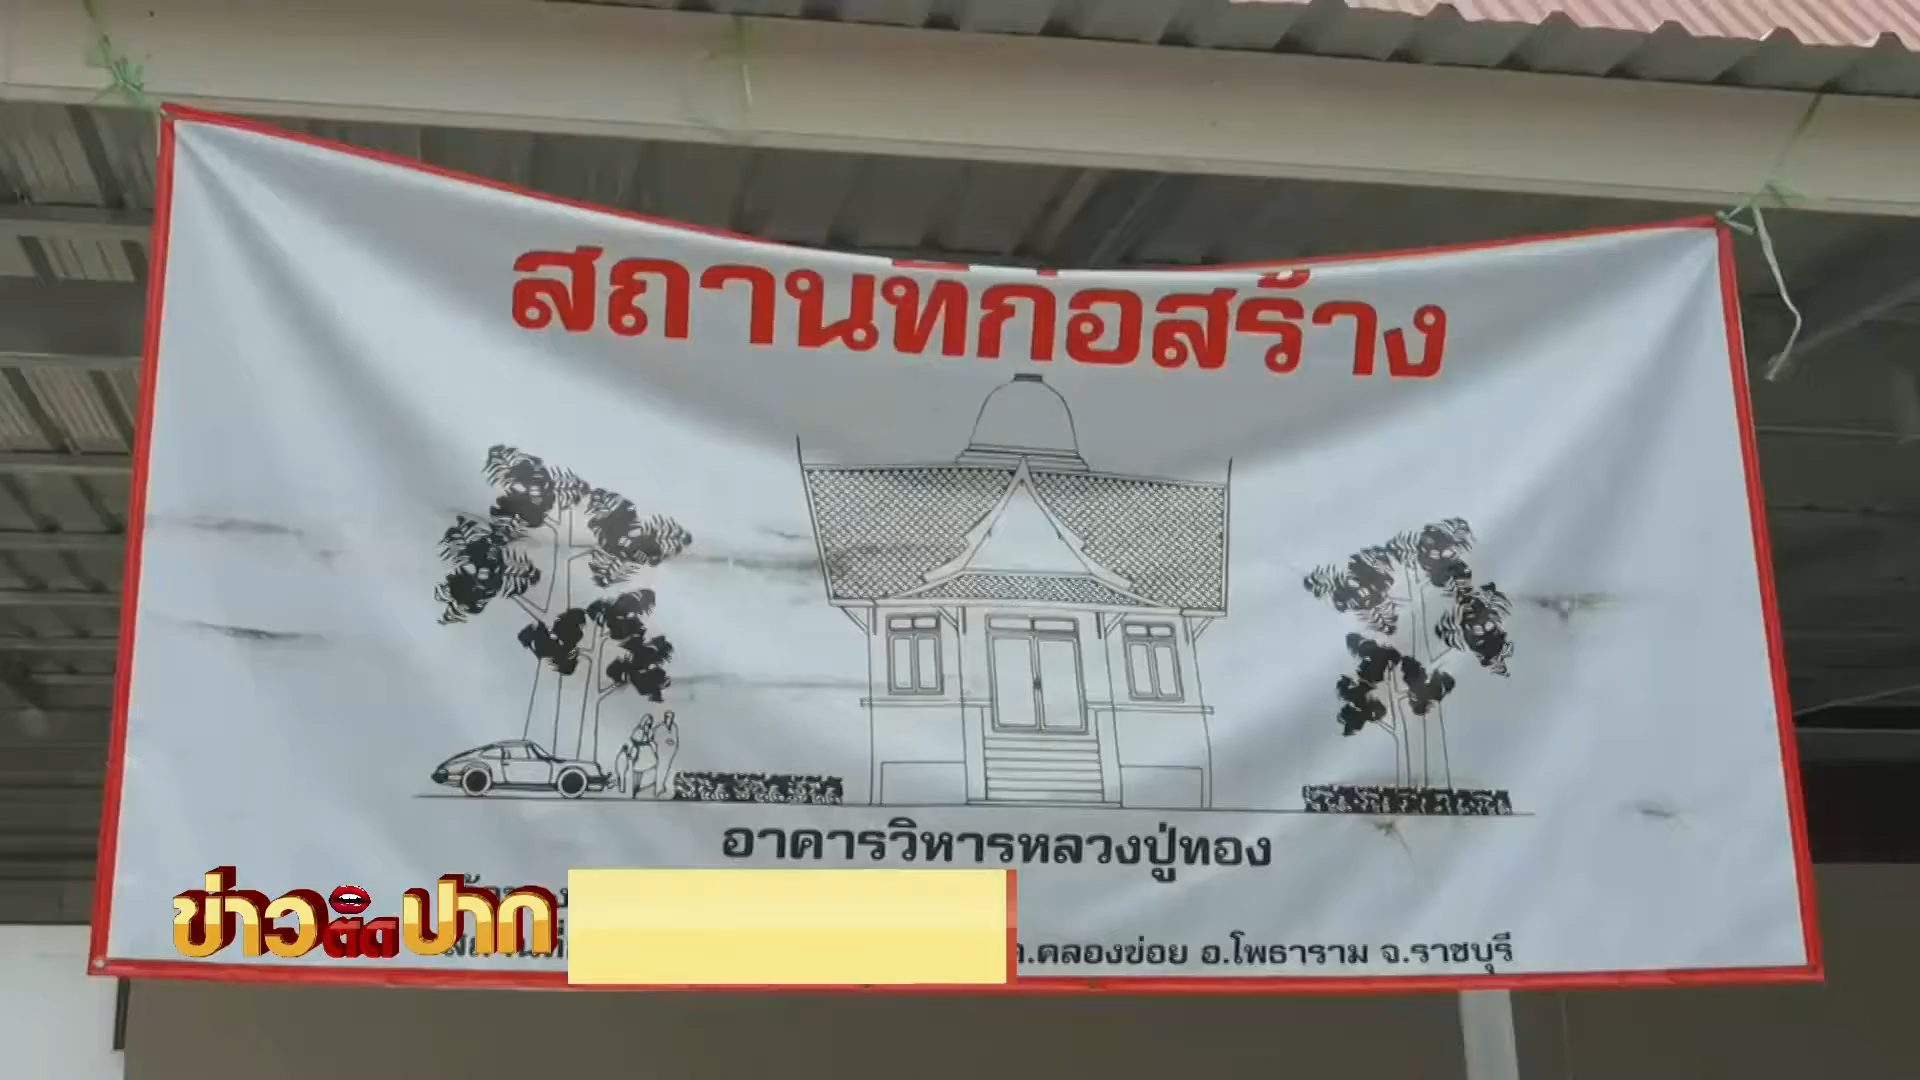 สถานที่ก่อสร้าง
อาคารวิหารหลวงปู่ทอง
ข่าวติดปาก
ต.คลองข่อย อ.โพธาราม จ.ราชบุรี